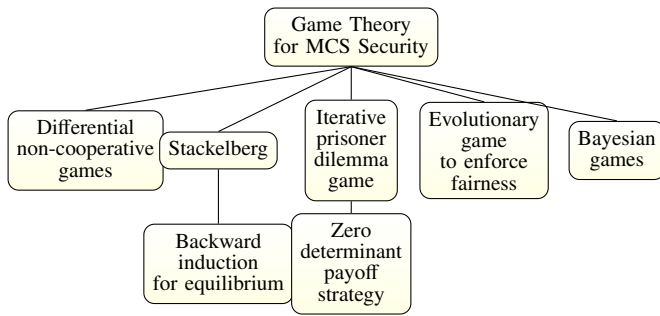 Game Theory
for MCS Security
Differential
non-cooperative
games
Stackelberg
Iterative
prisoner
dilemma
game
Evolutionary
game
to enforce
fairness
Bayesian
games
Backward
induction
for equilibrium
Zero
determinant
payoff
strategy